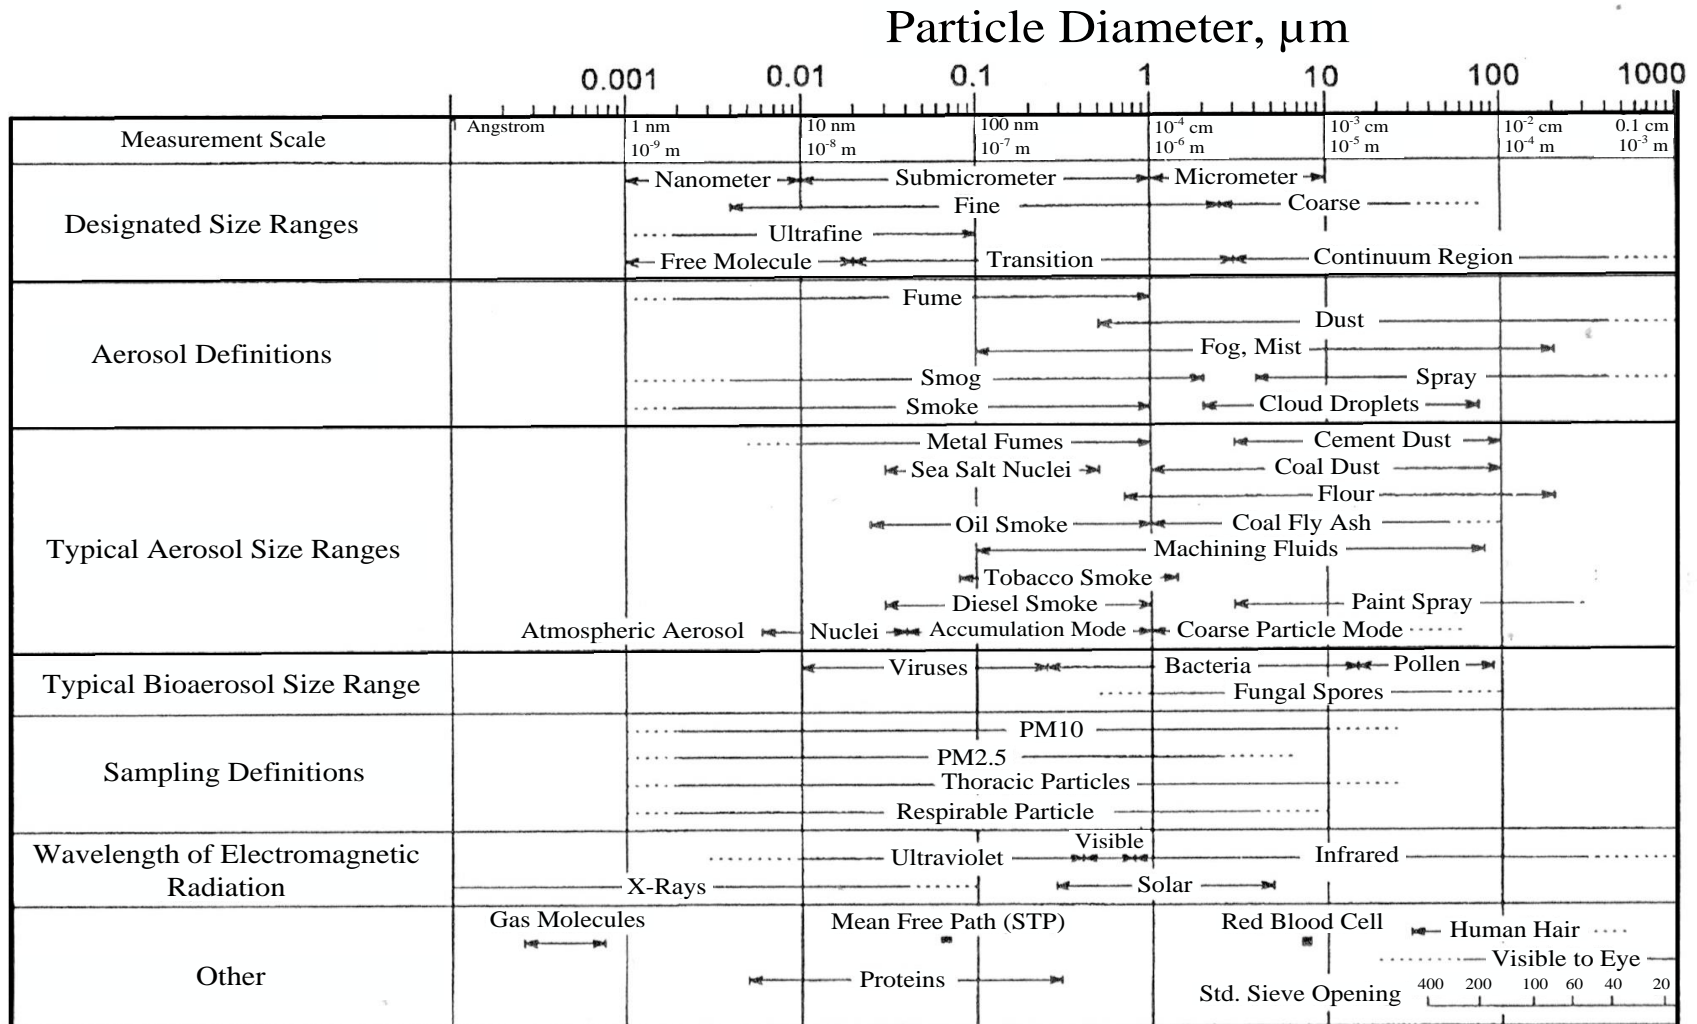 Particle Diameter, µm
0.001 0.01 0.1 1 10 100 1000
Measurement Scale
1 Angstrom 1 nm 10 nm 100 nm 10⁻⁴ cm 10⁻³ cm 10⁻² cm 0.1 cm
10⁻⁹ m 10⁻⁸ m 10⁻⁷ m 10⁻⁶ m 10⁻⁵ m 10⁻⁴ m 10⁻³ m
Designated Size Ranges
Nanometer Submicrometer Micrometer
Fine Coarse
Ultrafine
Free Molecule Transition Continuum Region
Aerosol Definitions
Fume
Dust
Fog, Mist
Smog Spray
Smoke Cloud Droplets
Typical Aerosol Size Ranges
Metal Fumes Cement Dust
Sea Salt Nuclei Coal Dust
Flour
Oil Smoke Coal Fly Ash
Machining Fluids
Tobacco Smoke
Diesel Smoke Paint Spray
Atmospheric Aerosol Nuclei Accumulation Mode Coarse Particle Mode
Typical Bioaerosol Size Range
Viruses Bacteria Pollen
Fungal Spores
Sampling Definitions
PM10
PM2.5
Thoracic Particles
Respirable Particle
Wavelength of Electromagnetic
Radiation
Visible
Ultraviolet Infrared
X-Rays Solar
Other
Gas Molecules Mean Free Path (STP) Red Blood Cell Human Hair
Visible to Eye
Proteins
Std. Sieve Opening 400 200 100 60 40 20